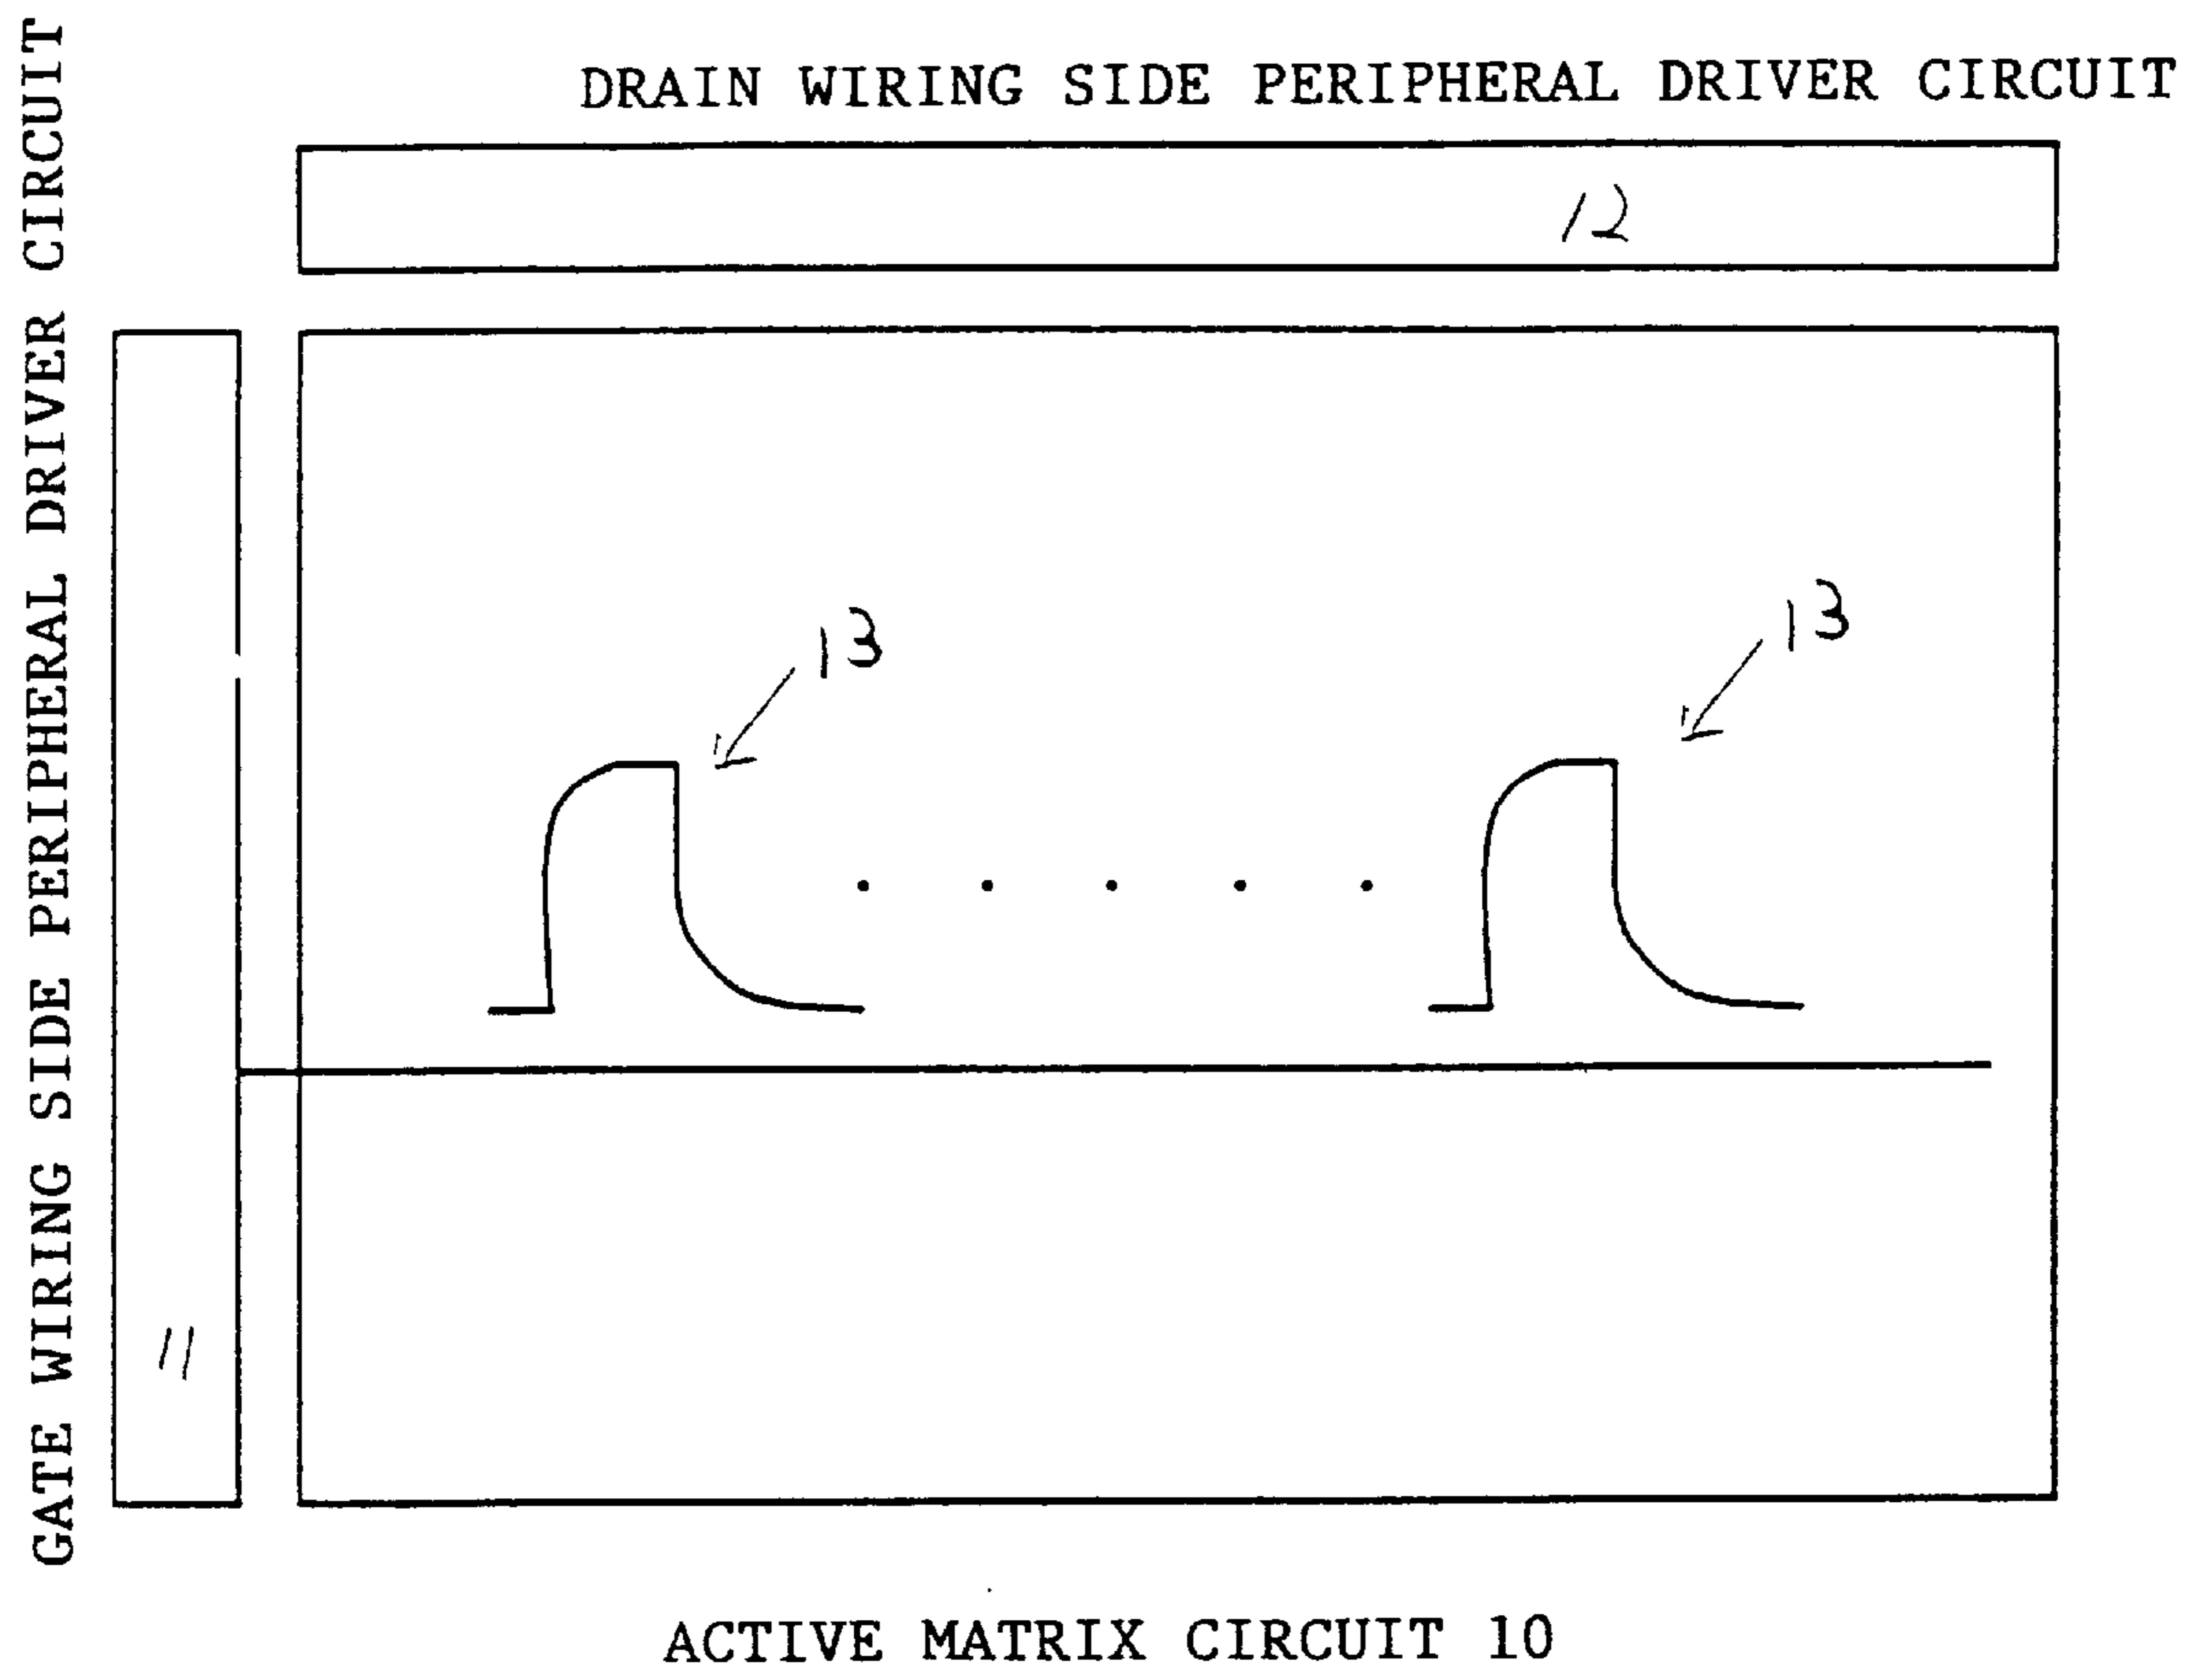 DRAIN WIRING SIDE PERIPHERAL DRIVER CIRCUIT
12
GATE WIRING SIDE PERIPHERAL DRIVER CIRCUIT
13
13
11
ACTIVE MATRIX CIRCUIT 10